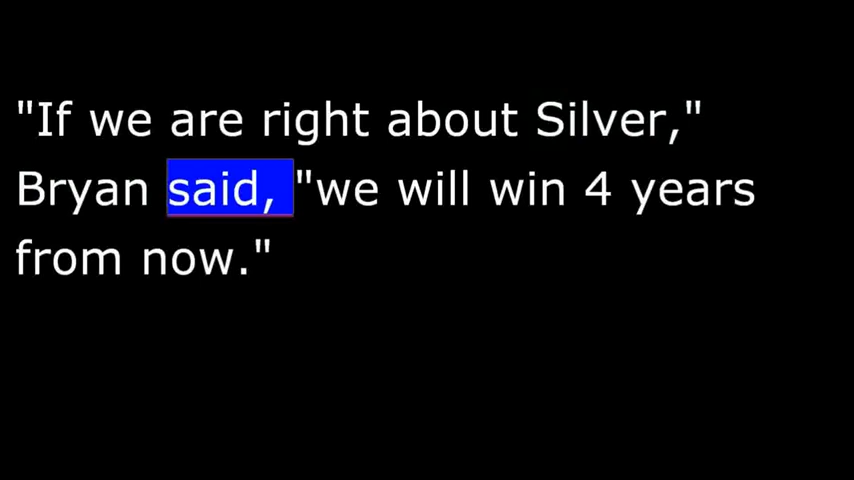 "If we are right about Silver,"
Bryan said, "we will win 4 years
from now."